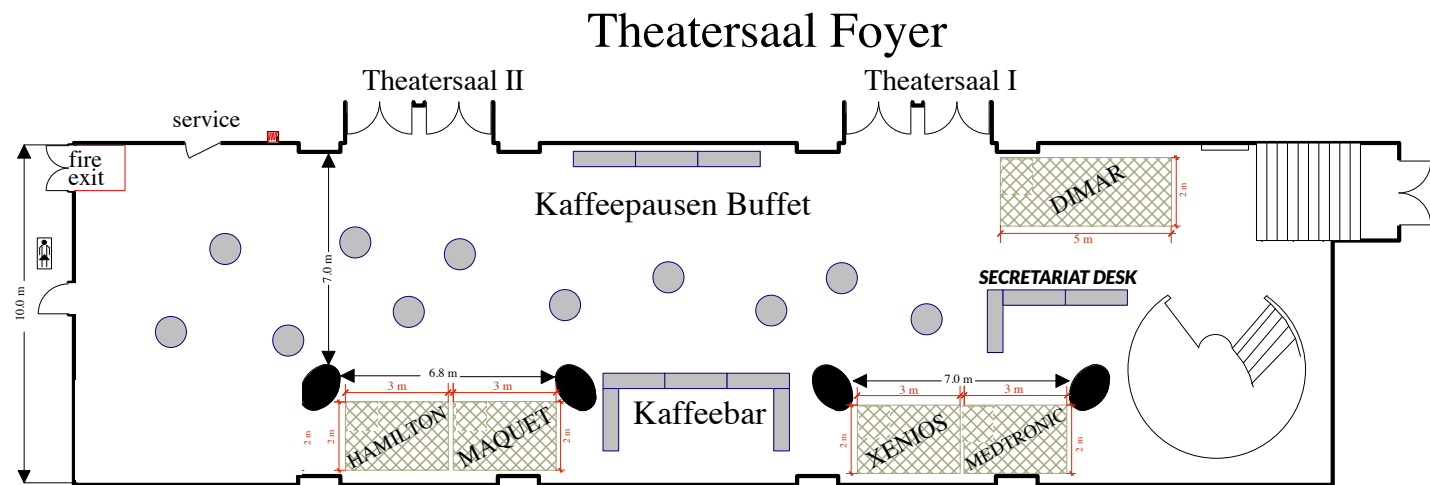 Theatersaal Foyer
Theatersaal II
Theatersaal I
service
fire
exit
DIMAR
2 m
5 m
Kaffeepausen Buffet
7.0 m
10.0 m
SECRETARIAT DESK
6.8 m
7.0 m
3 m
3 m
3 m
3 m
Kaffeebar
2 m
2 m
HAMILTON
MAQUET
2 m
2 m
XENIOS
MEDTRONIC
2 m